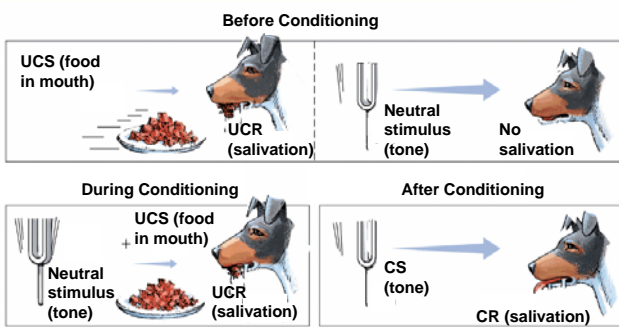 Before Conditioning
UCS (food
in mouth)
UCR
(salivation)
Neutral
stimulus
(tone)
No
salivation
During Conditioning
Neutral
stimulus
(tone)
+
UCS (food
in mouth)
UCR
(salivation)
After Conditioning
CS
(tone)
CR (salivation)